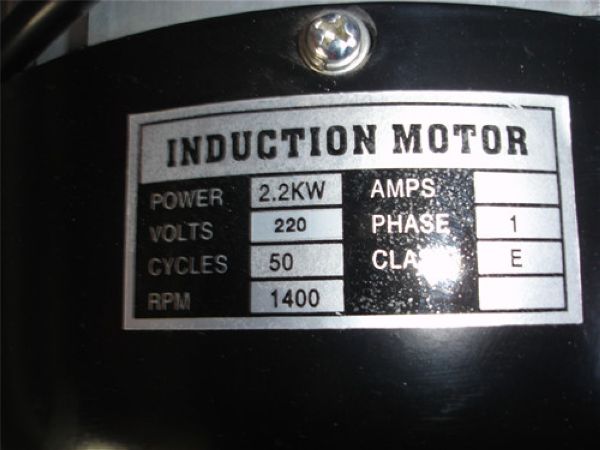 INDUCTION MOTOR
POWER 2.2KW AMPS
VOLTS 220 PHASE 1
CYCLES 50 E
RPM 1400